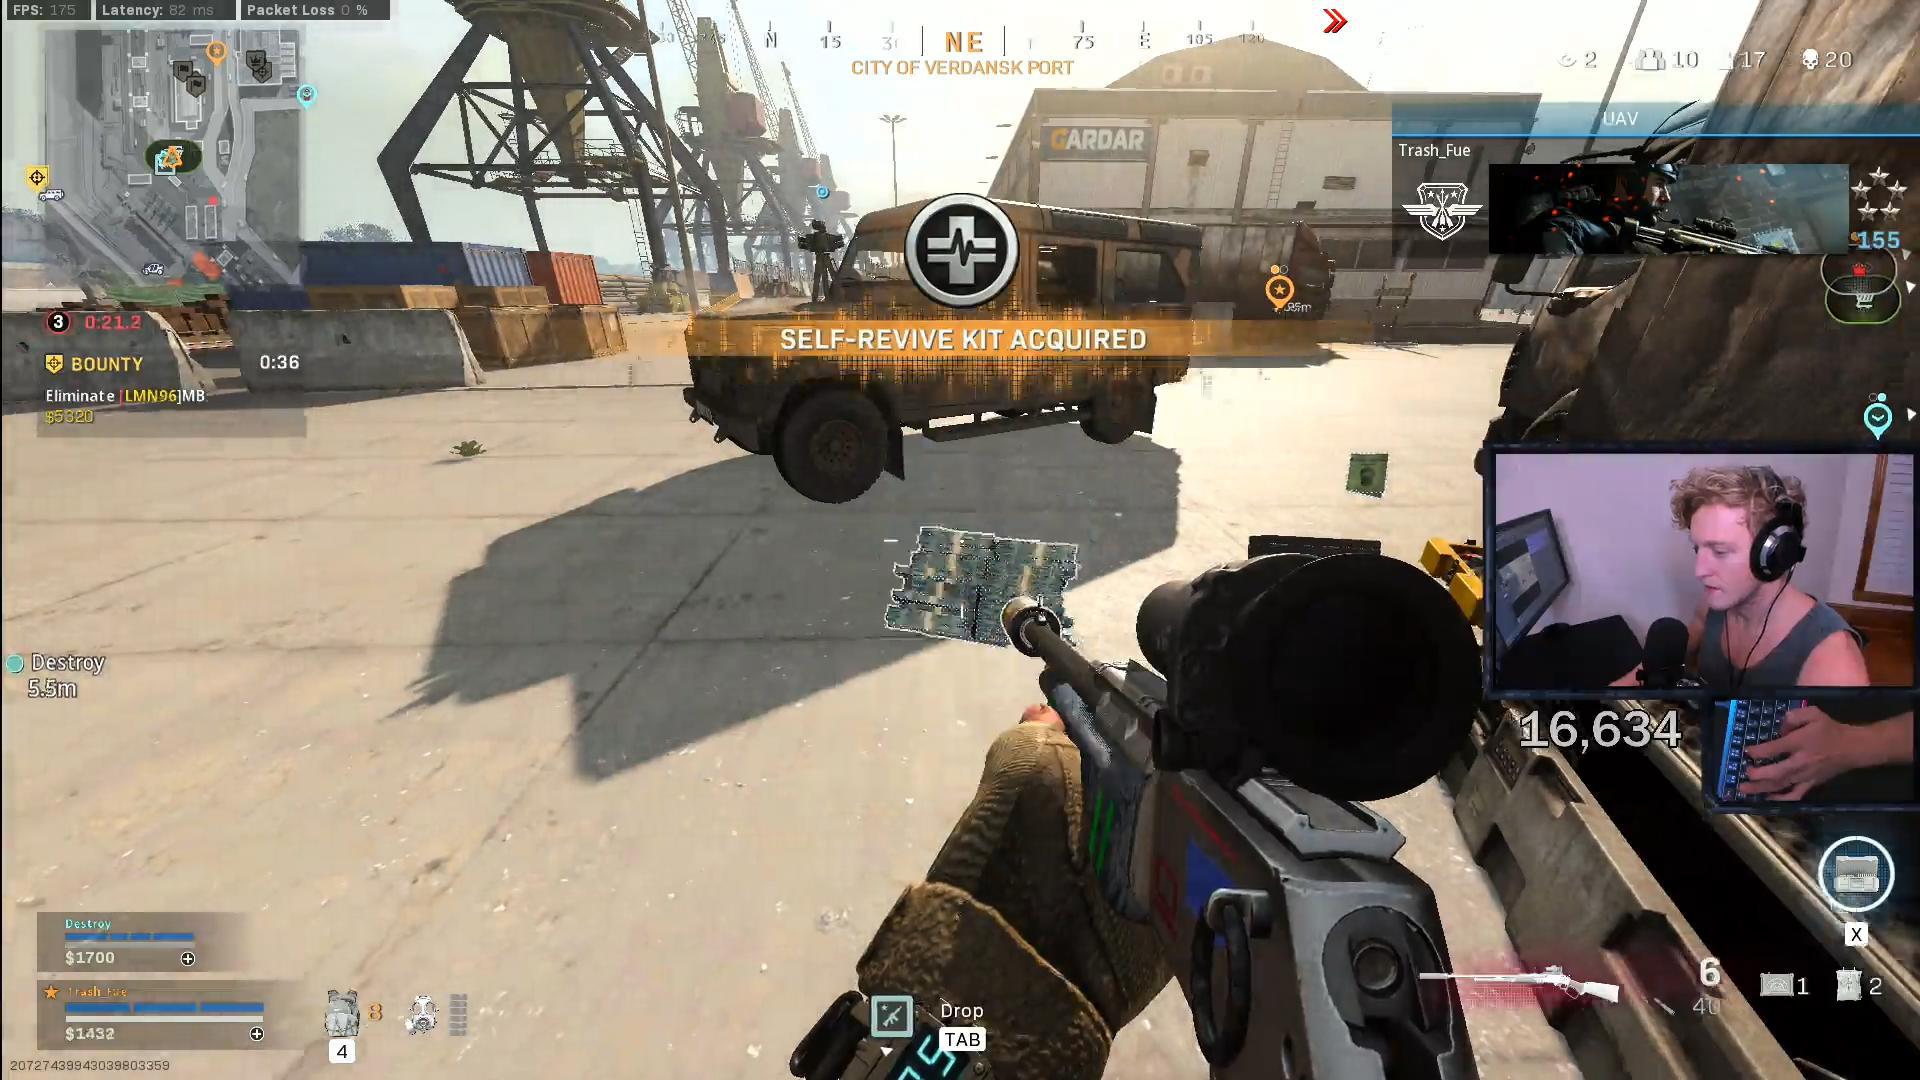 FPS: 175 Latency: 82 ms Packet Loss 0 %
N 15 NE 75 E 105 120
CITY OF VERDANSK PORT
2 10 17 20
GARDAR
UAV
Trash_Fue
155
SELF-REVIVE KIT ACQUIRED
95m
3 0:21.2
BOUNTY 0:36
Eliminate [LMN96]MB
$5320
Destroy
5.5m
16,634
X
Destroy
$1700
Trash_Fue
$1432
8
4
Drop
TAB
6
40
1 2
20727439943039803359